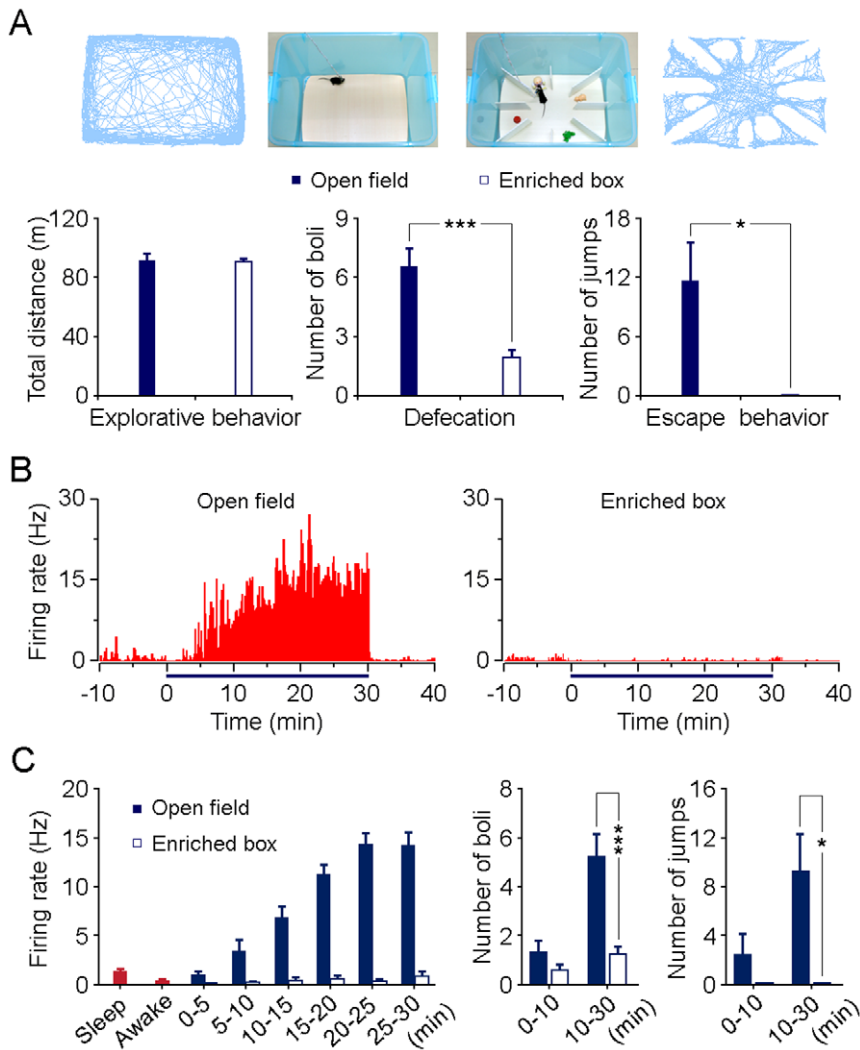 A
Open field
Enriched box
Total distance (m)
120
80
40
0
Explorative behavior
Number of boli
9
6
3
0
***
Defecation
Number of jumps
18
12
6
0
*
Escape behavior
B
Firing rate (Hz)
30
15
0
Open field
-10 0 10 20 30 40
Time (min)
30
15
0
Enriched box
-10 0 10 20 30 40
Time (min)
C
Firing rate (Hz)
20
15
10
5
0
Open field
Enriched box
Sleep
Awake
0-5
5-10
10-15
15-20
20-25
25-30
(min)
Number of boli
8
6
4
2
0
***
0-10
10-30
(min)
Number of jumps
16
12
8
4
0
*
0-10
10-30
(min)